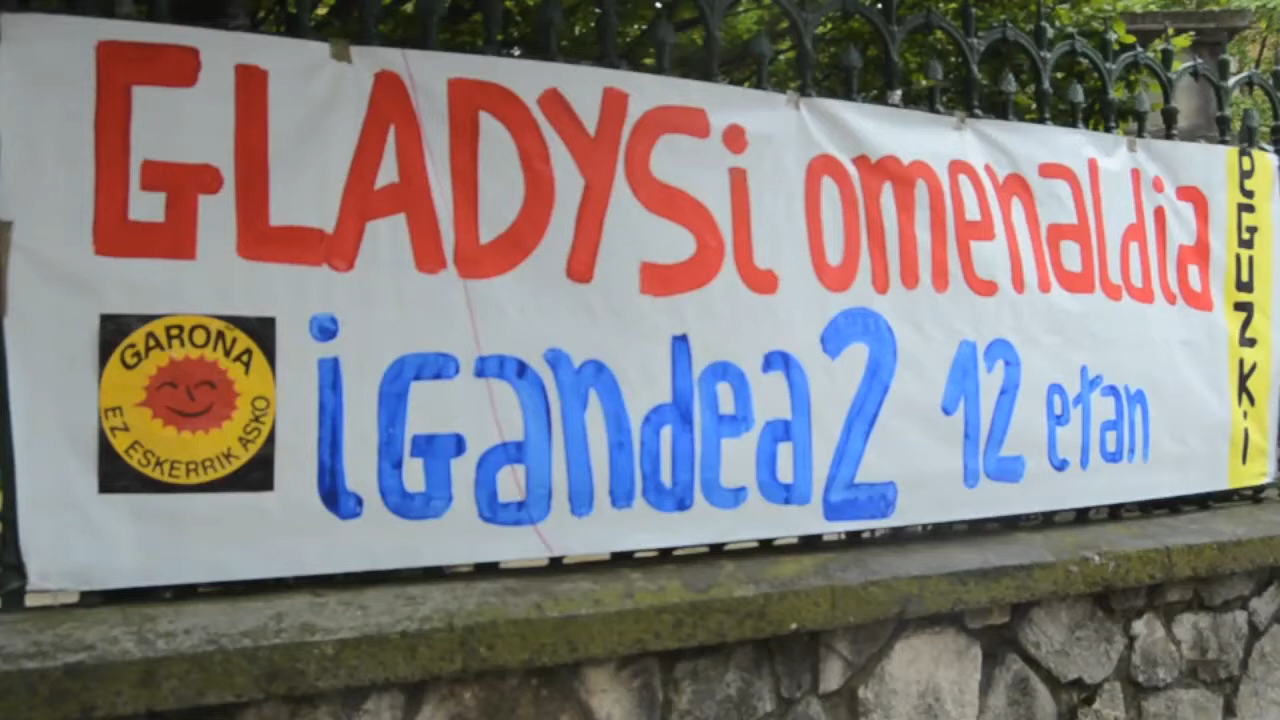 GLADYSi omenaldia
igandea 2 12 etan
GAROÑA
EZ ESKERRIK ASKO
eGUZKi